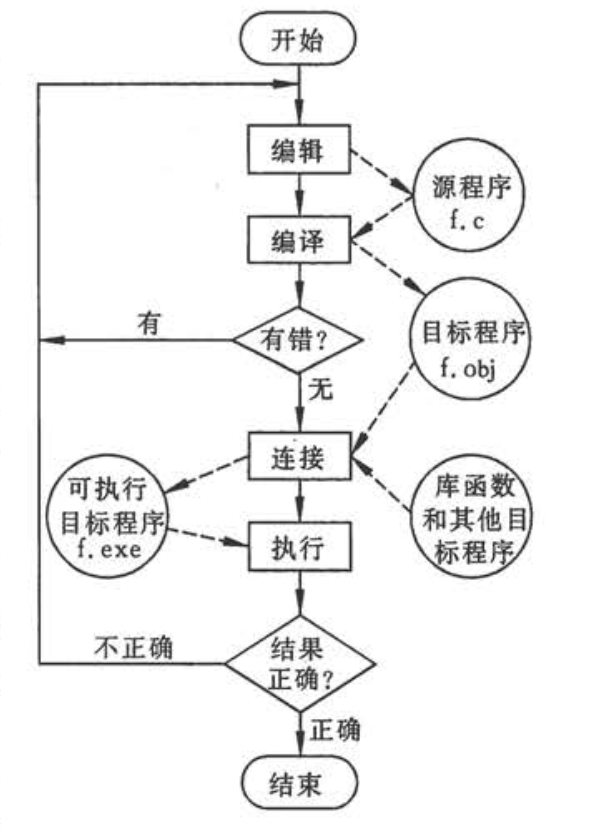 开始
编辑
源程序
f.c
编译
有
有错?
目标程序
f.obj
无
连接
可执行
目标程序
f.exe
库函数
和其他目
标程序
执行
不正确
结果
正确?
正确
结束